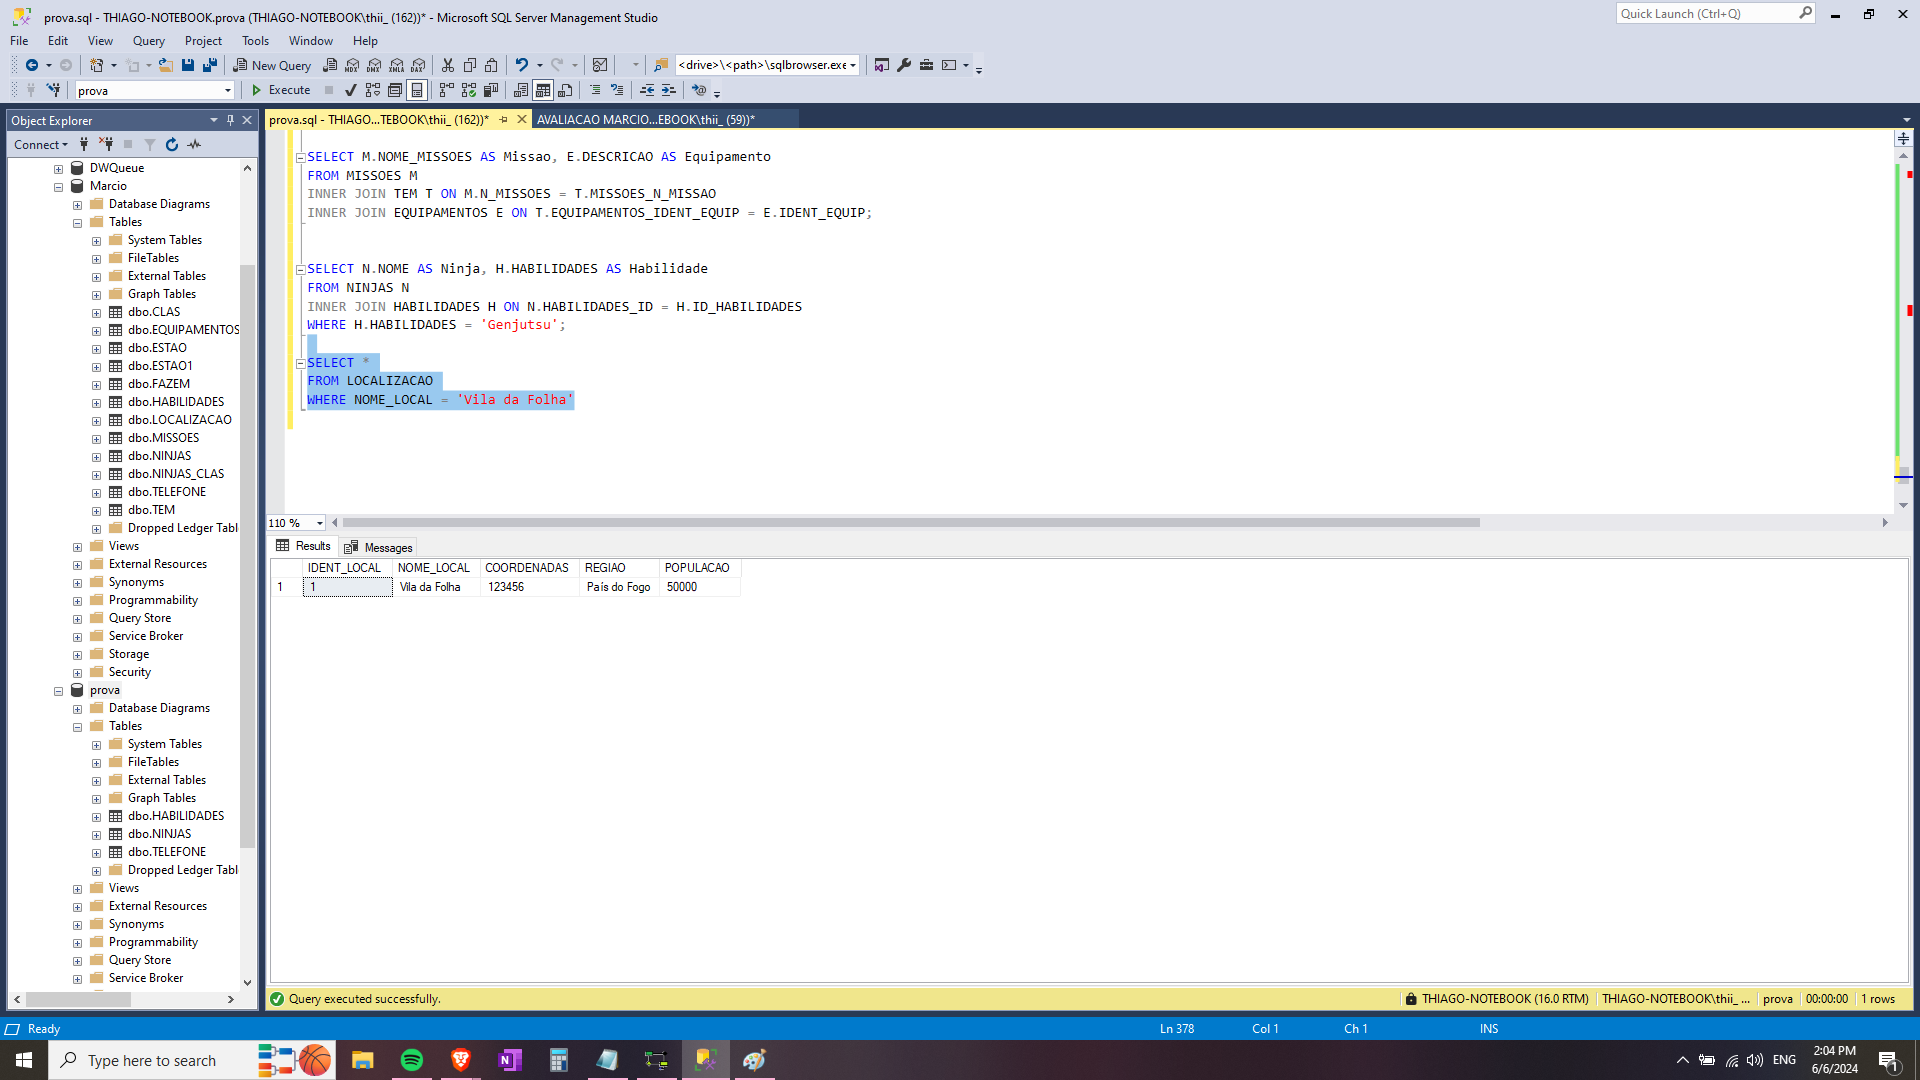 prova.sql - THIAGO-NOTEBOOK.prova (THIAGO-NOTEBOOK\thii_ (162))* - Microsoft SQL Server Management Studio
Quick Launch (Ctrl+Q)
File Edit View Query Project Tools Window Help
New Query
MDX DMX XMLA DAX
<drive>\<path>\sqlbrowser.exe
prova
Execute
Object Explorer
prova.sql - THIAGO...TEBOOK\thii_ (162))*
AVALIACAO MARCIO...EBOOK\thii_ (59))*
Connect
DWQueue
Marcio
Database Diagrams
Tables
System Tables
FileTables
External Tables
Graph Tables
dbo.CLAS
dbo.EQUIPAMENTOS
dbo.ESTAO
dbo.ESTAO1
dbo.FAZEM
dbo.HABILIDADES
dbo.LOCALIZACAO
dbo.MISSOES
dbo.NINJAS
dbo.NINJAS_CLAS
dbo.TELEFONE
dbo.TEM
Dropped Ledger Tabl
Views
External Resources
Synonyms
Programmability
Query Store
Service Broker
Storage
Security
prova
Database Diagrams
Tables
System Tables
FileTables
External Tables
Graph Tables
dbo.HABILIDADES
dbo.NINJAS
dbo.TELEFONE
Dropped Ledger Tabl
Views
External Resources
Synonyms
Programmability
Query Store
Service Broker
SELECT M.NOME_MISSOES AS Missao, E.DESCRICAO AS Equipamento
FROM MISSOES M
INNER JOIN TEM T ON M.N_MISSOES = T.MISSOES_N_MISSAO
INNER JOIN EQUIPAMENTOS E ON T.EQUIPAMENTOS_IDENT_EQUIP = E.IDENT_EQUIP;
SELECT N.NOME AS Ninja, H.HABILIDADES AS Habilidade
FROM NINJAS N
INNER JOIN HABILIDADES H ON N.HABILIDADES_ID = H.ID_HABILIDADES
WHERE H.HABILIDADES = 'Genjutsu';
SELECT *
FROM LOCALIZACAO
WHERE NOME_LOCAL = 'Vila da Folha'
110 %
Results Messages
IDENT_LOCAL NOME_LOCAL COORDENADAS REGIAO POPULACAO
1 1 Vila da Folha 123456 País do Fogo 50000
Query executed successfully.
THIAGO-NOTEBOOK (16.0 RTM) THIAGO-NOTEBOOK\thii_ ... prova 00:00:00 1 rows
Ready
Ln 378 Col 1 Ch 1 INS
Type here to search
ENG
2:04 PM
6/6/2024
1